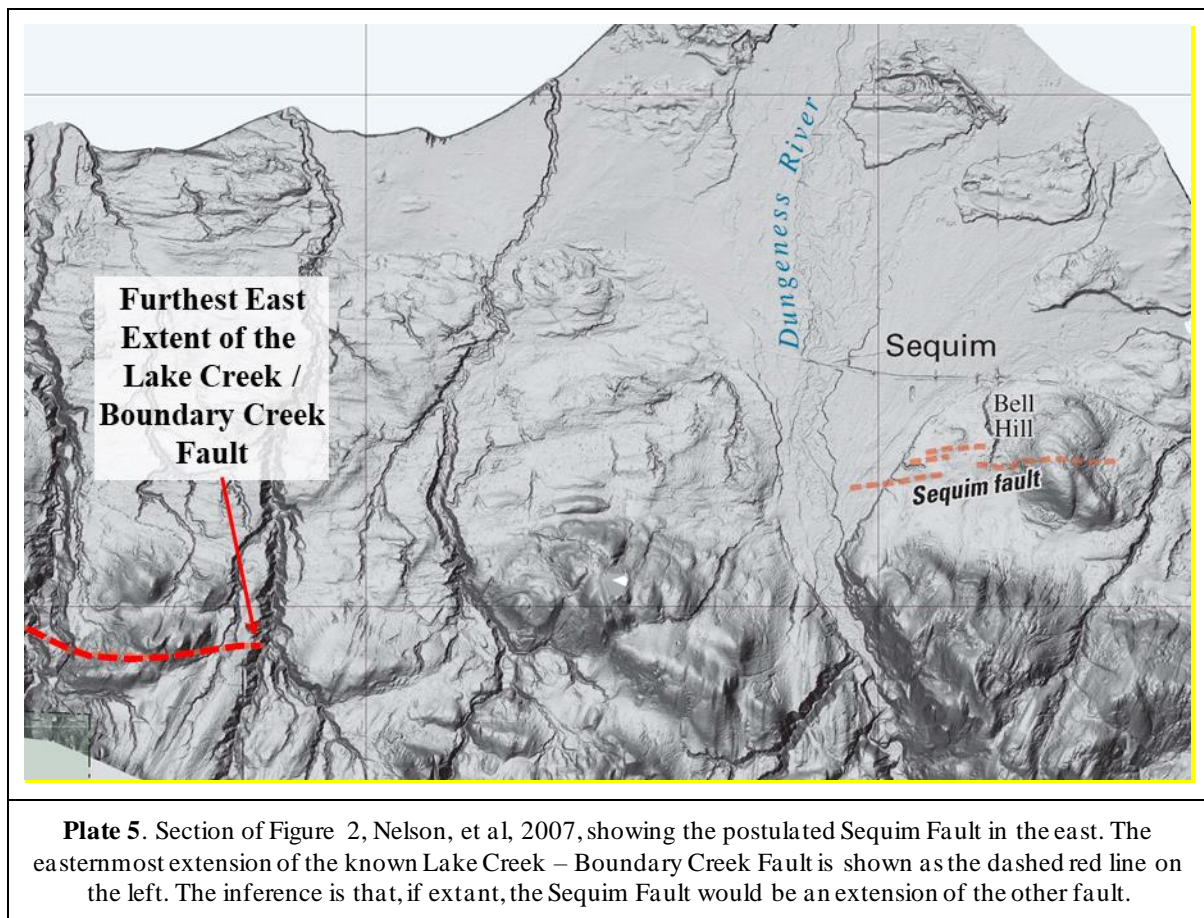 Furthest East
Extent of the
Lake Creek /
Boundary Creek
Fault
Dungeness River
Sequim
Bell
Hill
Sequim fault
Plate 5. Section of Figure 2, Nelson, et al, 2007, showing the postulated Sequim Fault in the east. The
easternmost extension of the known Lake Creek – Boundary Creek Fault is shown as the dashed red line on
the left. The inference is that, if extant, the Sequim Fault would be an extension of the other fault.